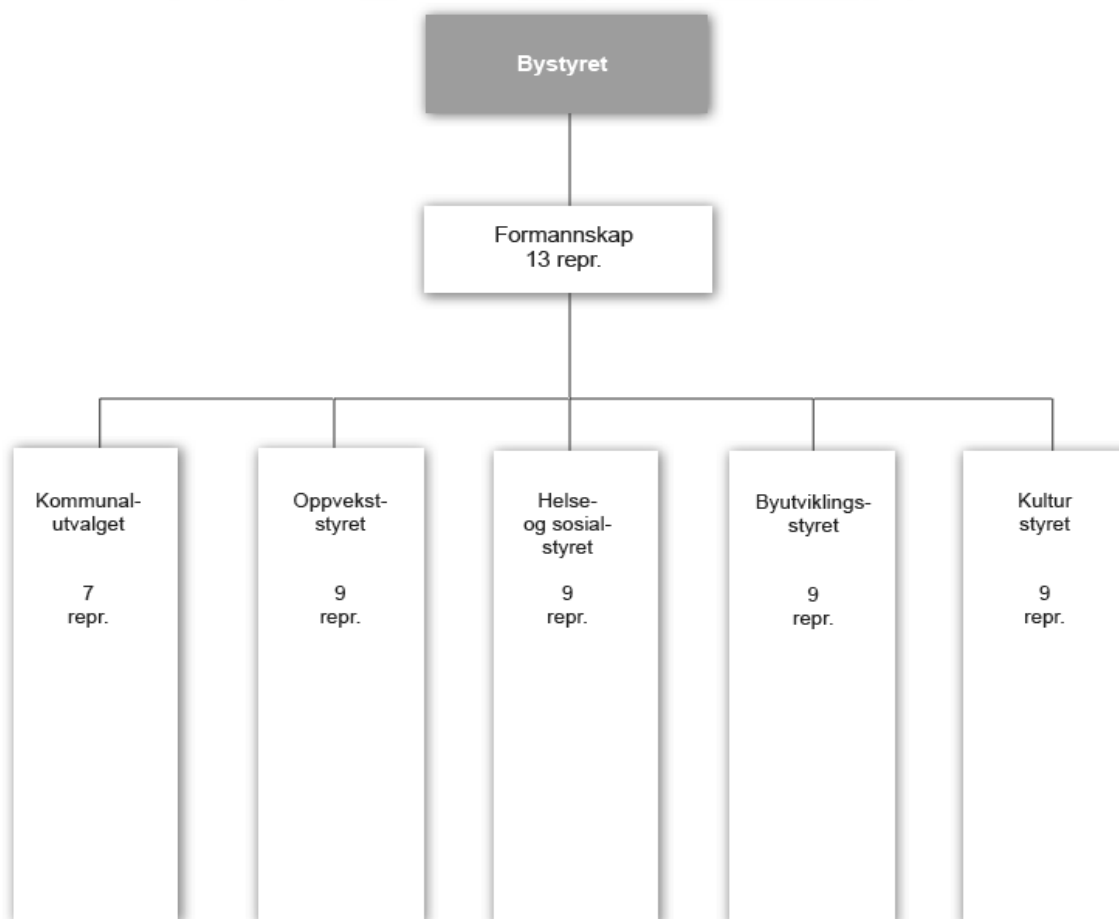 Bystyret
Formannskap
13 repr.
Kommunal-
utvalget
7
repr.
Oppvekst-
styret
9
repr.
Helse-
og sosial-
styret
9
repr.
Byutviklings-
styret
9
repr.
Kultur
styret
9
repr.